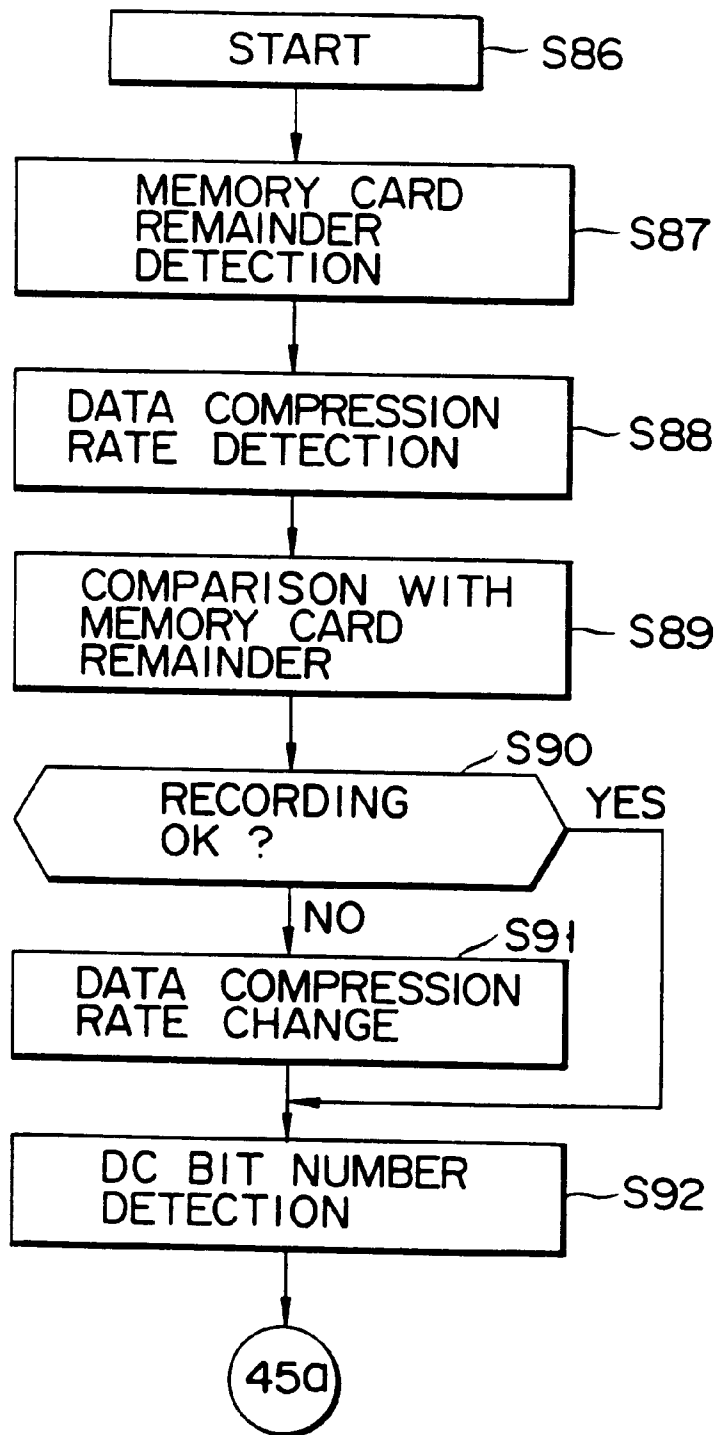 START
S86
MEMORY CARD
REMAINDER
DETECTION
S87
DATA COMPRESSION
RATE DETECTION
S88
COMPARISON WITH
MEMORY CARD
REMAINDER
S89
S90
RECORDING
OK ?
YES
NO
S91
DATA COMPRESSION
RATE CHANGE
DC BIT NUMBER
DETECTION
S92
45a